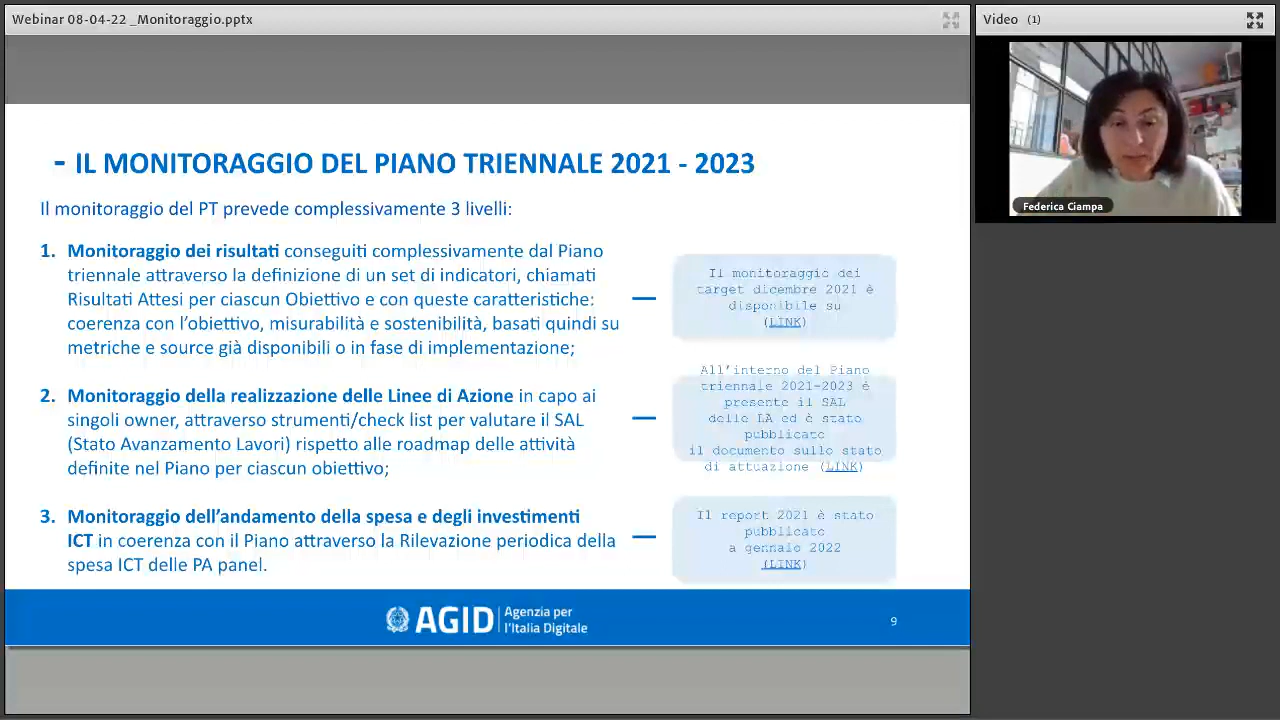 Webinar 08-04-22 _Monitoraggio.pptx
Video (1)
Federica Ciampa
- IL MONITORAGGIO DEL PIANO TRIENNALE 2021 - 2023
Il monitoraggio del PT prevede complessivamente 3 livelli:
1. Monitoraggio dei risultati conseguiti complessivamente dal Piano
triennale attraverso la definizione di un set di indicatori, chiamati
Risultati Attesi per ciascun Obiettivo e con queste caratteristiche:
coerenza con l'obiettivo, misurabilità e sostenibilità, basati quindi su
metriche e source già disponibili o in fase di implementazione;
Il monitoraggio dei
target dicembre 2021 è
disponibile su
(LINK)
2. Monitoraggio della realizzazione delle Linee di Azione in capo ai
singoli owner, attraverso strumenti/check list per valutare il SAL
(Stato Avanzamento Lavori) rispetto alle roadmap delle attività
definite nel Piano per ciascun obiettivo;
All'interno del Piano
triennale 2021-2023 é
presente il SAL
delle LA ed è stato
pubblicato
il documento sullo stato
di attuazione (LINK)
3. Monitoraggio dell'andamento della spesa e degli investimenti
ICT in coerenza con il Piano attraverso la Rilevazione periodica della
spesa ICT delle PA panel.
Il report 2021 è stato
pubblicato
a gennaio 2022
(LINK)
AGID
Agenzia per
l'Italia Digitale
9